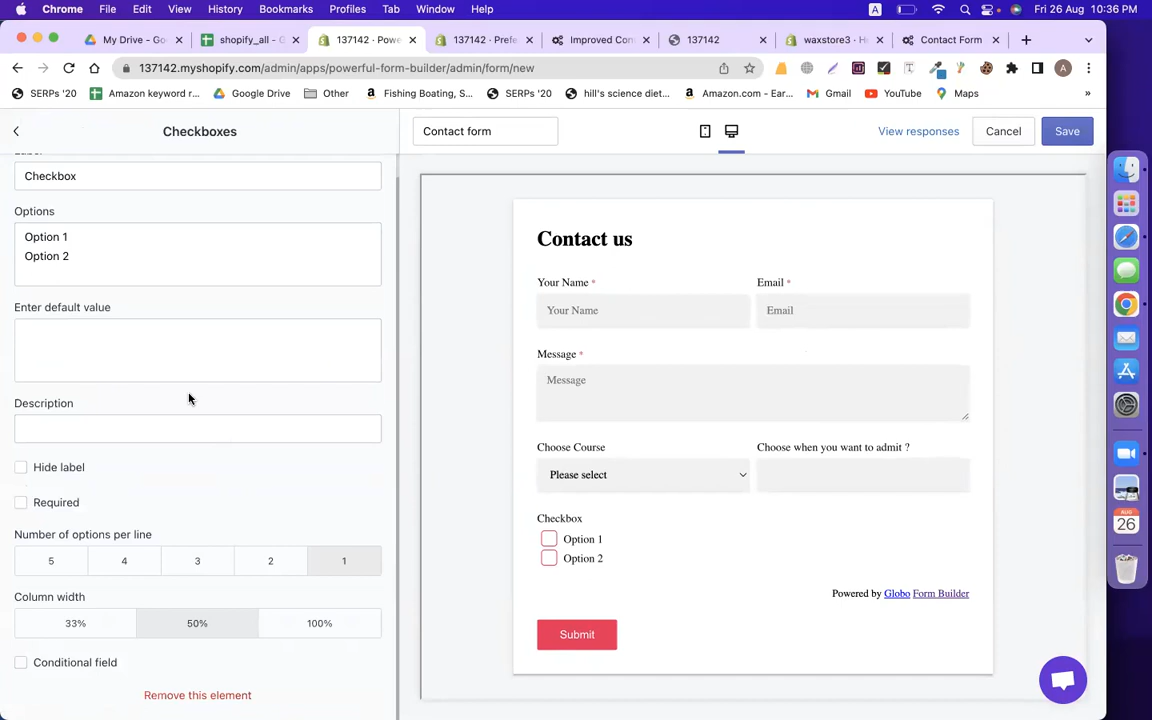 Chrome File Edit View History Bookmarks Profiles Tab Window Help A Fri 26 Aug 10:36 PM
My Drive - Go shopify_all - G 137142 · Powe 137142 · Prefe Improved Con 137142 waxstore3 · H Contact Form
137142.myshopify.com/admin/apps/powerful-form-builder/admin/form/new A
SERPs '20 Amazon keyword r... Google Drive Other Fishing Boating, S... SERPs '20 hill's science diet... Amazon.com - Ear... Gmail YouTube Maps »
Checkboxes
Contact form
View responses
Cancel
Save
Label
Checkbox
Options
Option 1
Option 2
Enter default value
Description
Hide label
Required
Number of options per line
5 4 3 2 1
Column width
33% 50% 100%
Conditional field
Remove this element
Contact us
Your Name * Email *
Your Name Email
Message *
Message
Choose Course Choose when you want to admit ?
Please select
Checkbox
Option 1
Option 2
Powered by Globo Form Builder
Submit
AUG
26